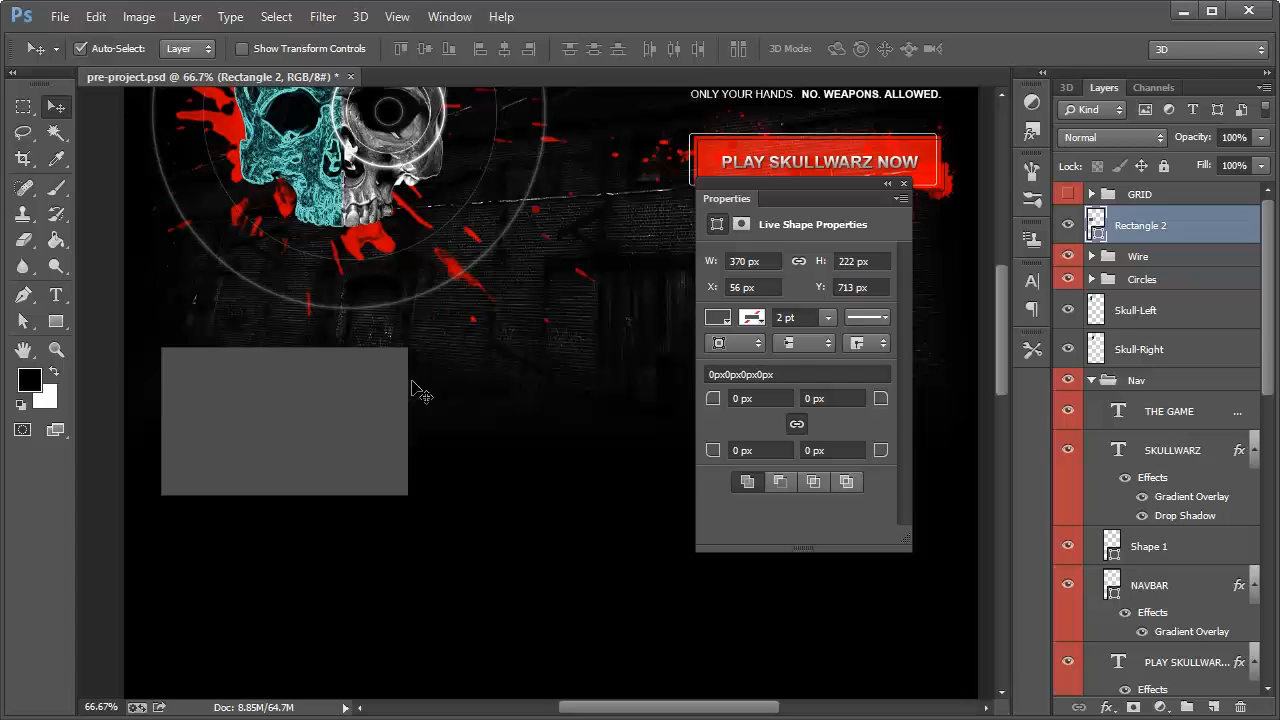 Ps File Edit Image Layer Type Select Filter 3D View Window Help
Auto-Select: Layer Show Transform Controls 3D Mode: 3D
pre-project.psd @ 66.7% (Rectangle 2, RGB/8#) * ×
ONLY YOUR HANDS. NO. WEAPONS. ALLOWED.
PLAY SKULLWARZ NOW
Properties
Live Shape Properties
W: 370 px H: 222 px
X: 56 px Y: 713 px
2 pt
0px0px0px0px
0 px 0 px
0 px 0 px
3D Layers Channels
Kind
Normal Opacity: 100%
Lock: Fill: 100%
GRID
Rectangle 2
Wire
Circles
Skull-Left
Skull-Right
Nav
T THE GAME ...
T SKULLWARZ fx
Effects
Gradient Overlay
Drop Shadow
Shape 1
NAVBAR fx
Effects
Gradient Overlay
T PLAY SKULLWAR... fx
Effects
66.67% Doc: 8.85M/64.7M